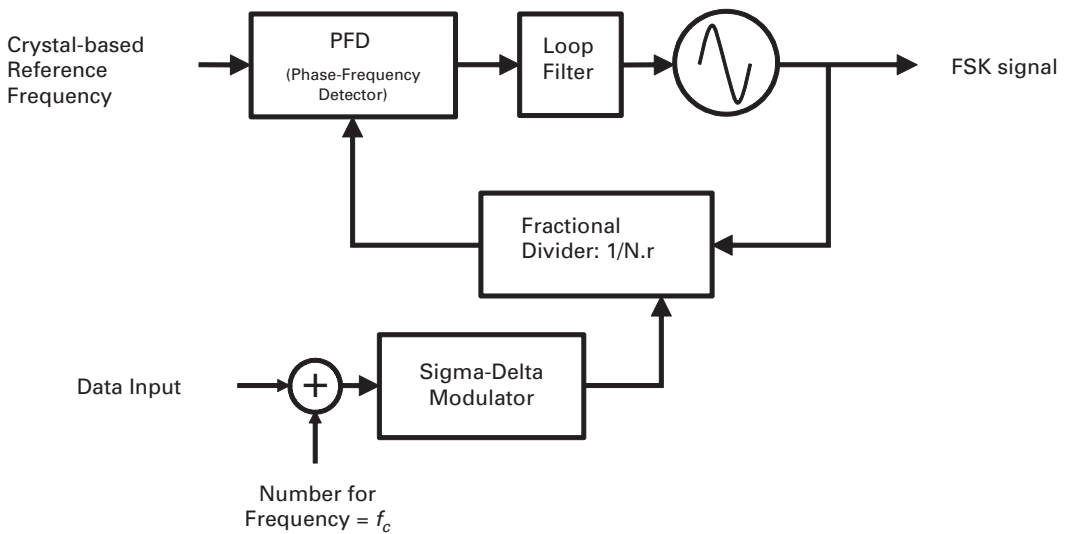 Crystal-based
Reference
Frequency
PFD
(Phase-Frequency
Detector)
Loop
Filter
FSK signal
Fractional
Divider: 1/N.r
Data Input
+
Sigma-Delta
Modulator
Number for
Frequency = f_c